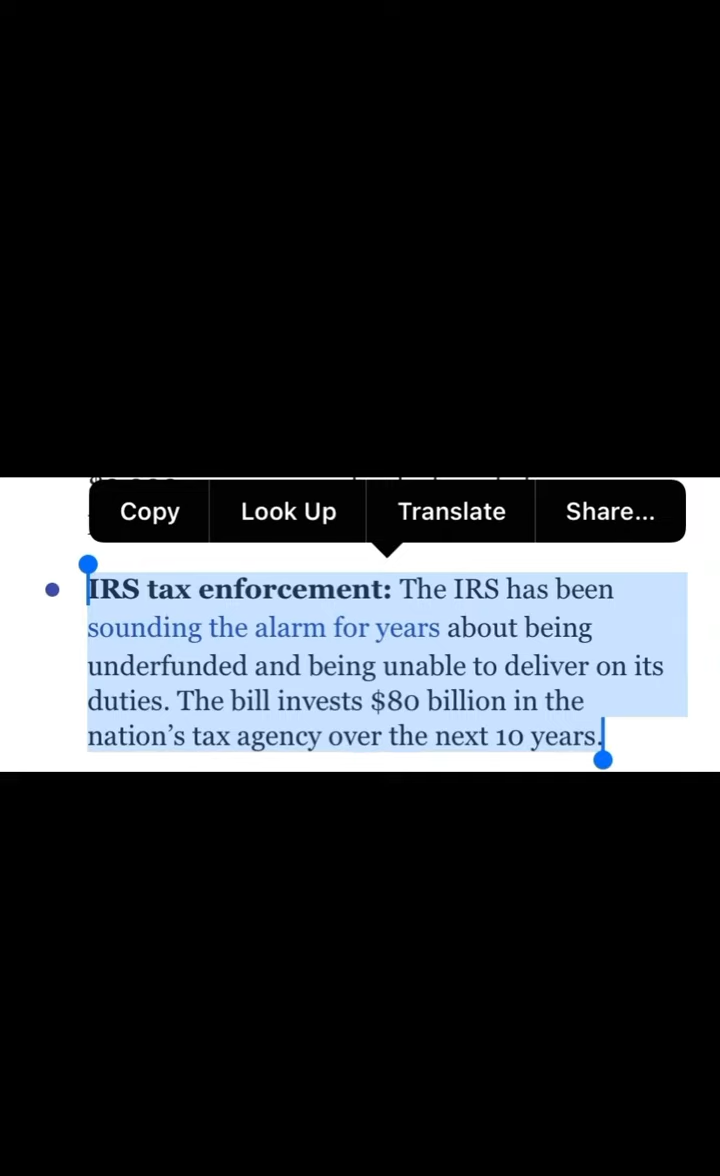 Copy Look Up Translate Share...
IRS tax enforcement: The IRS has been
sounding the alarm for years about being
underfunded and being unable to deliver on its
duties. The bill invests $80 billion in the
nation’s tax agency over the next 10 years.